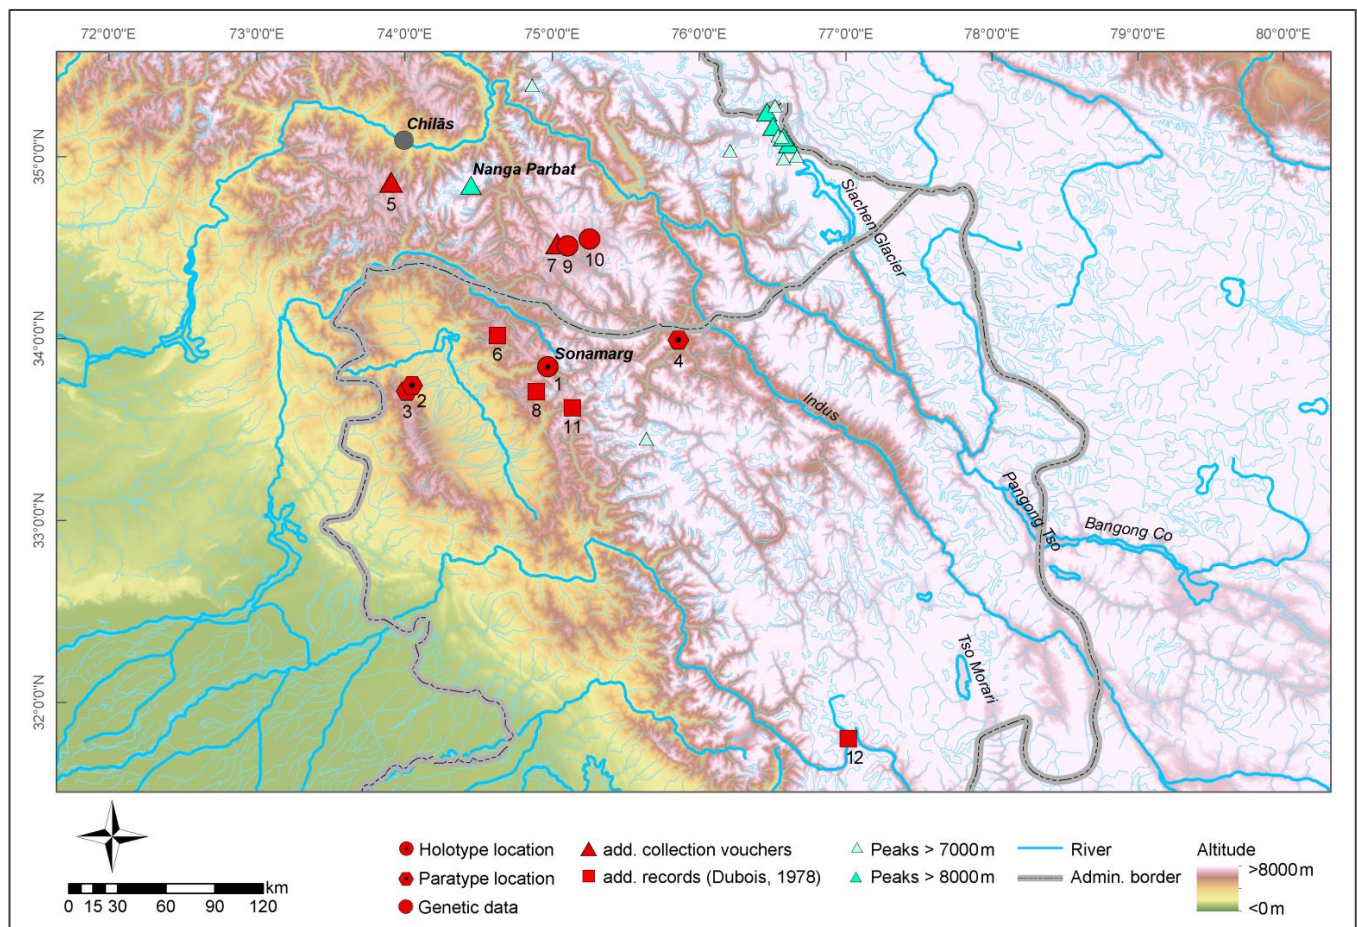 72°0'0"E 73°0'0"E 74°0'0"E 75°0'0"E 76°0'0"E 77°0'0"E 78°0'0"E 79°0'0"E 80°0'0"E
35°0'0"N
34°0'0"N
33°0'0"N
32°0'0"N
Chilās
Nanga Parbat
5
7 9 10
Siachen Glacier
6
Sonamarg
1
4
3 2
8
11
Indus
Pangong Tso
Bangong Co
Tso Morari
12
km
0 15 30 60 90 120
Holotype location
Paratype location
Genetic data
add. collection vouchers
add. records (Dubois, 1978)
Peaks > 7000 m
Peaks > 8000 m
River
Admin. border
Altitude
>8000 m
<0 m